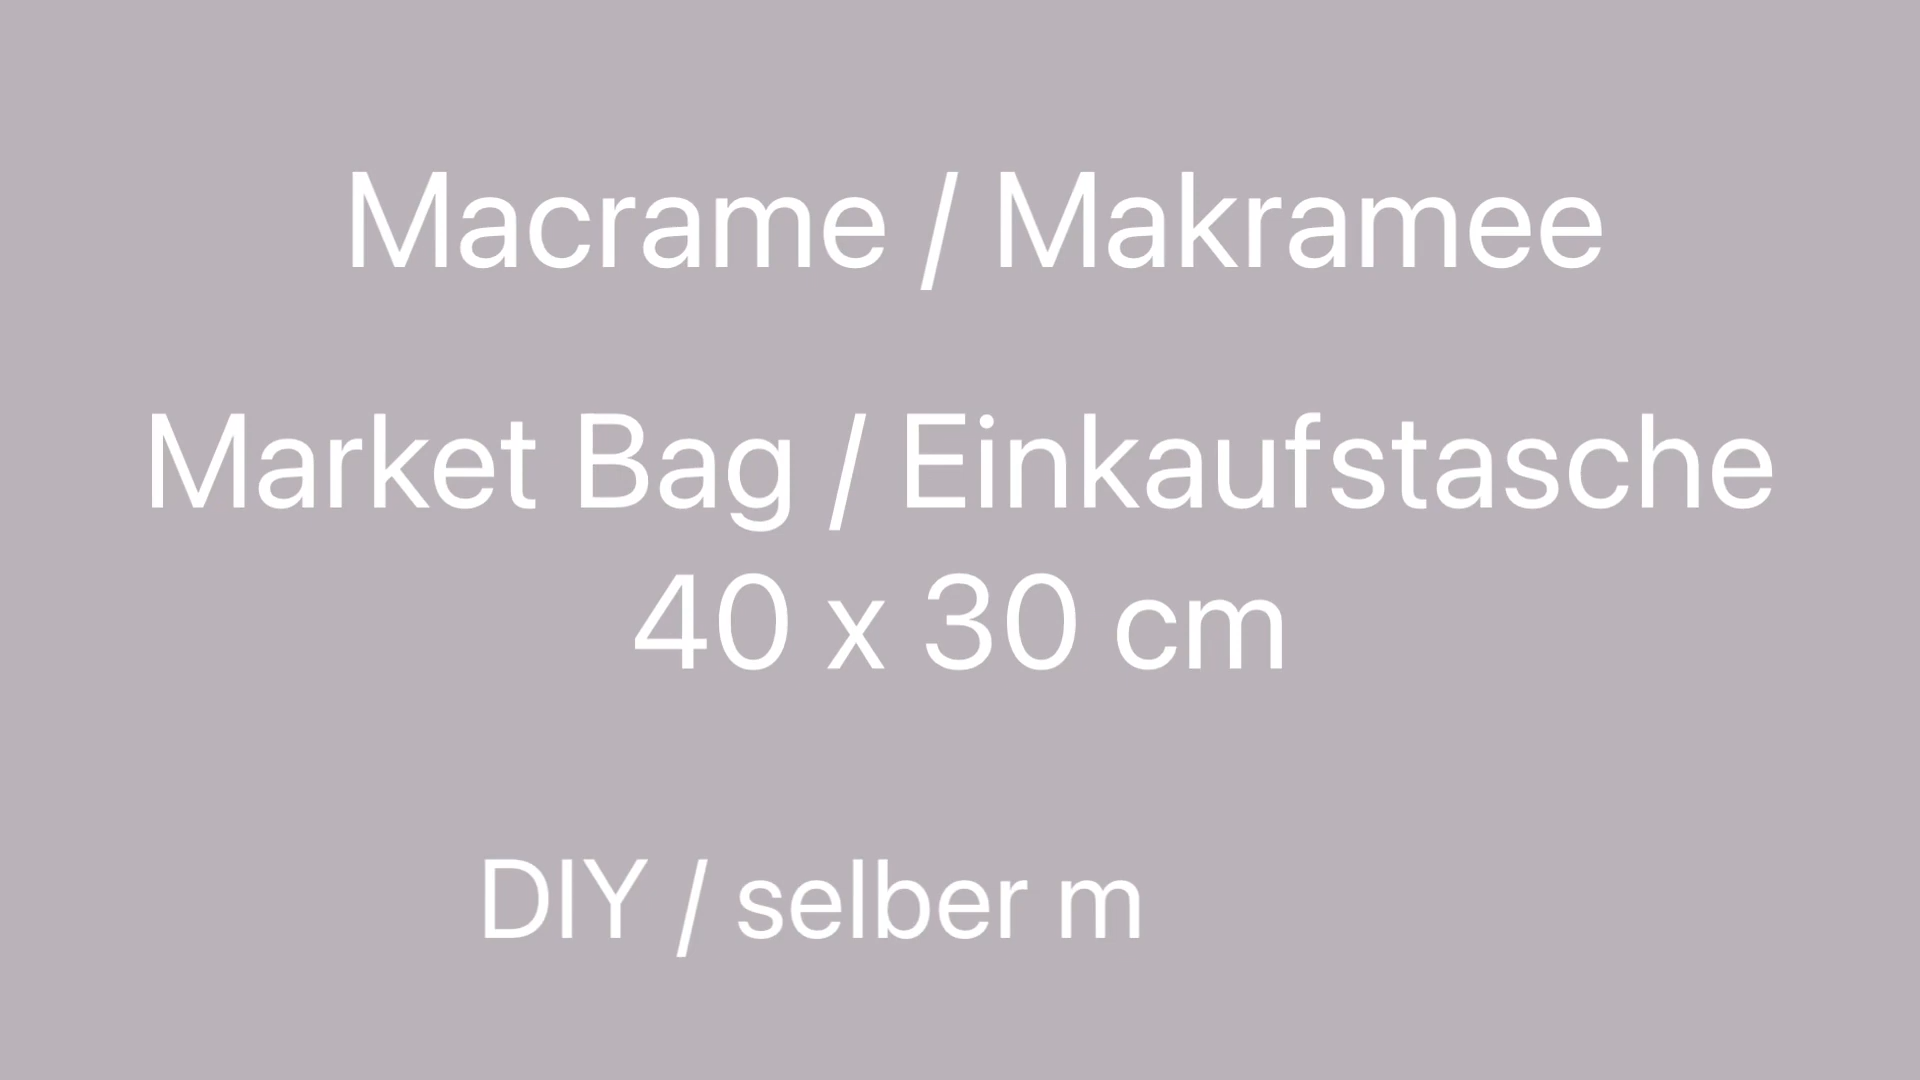 Macrame / Makramee
Market Bag / Einkaufstasche
40 x 30 cm
DIY / selber m